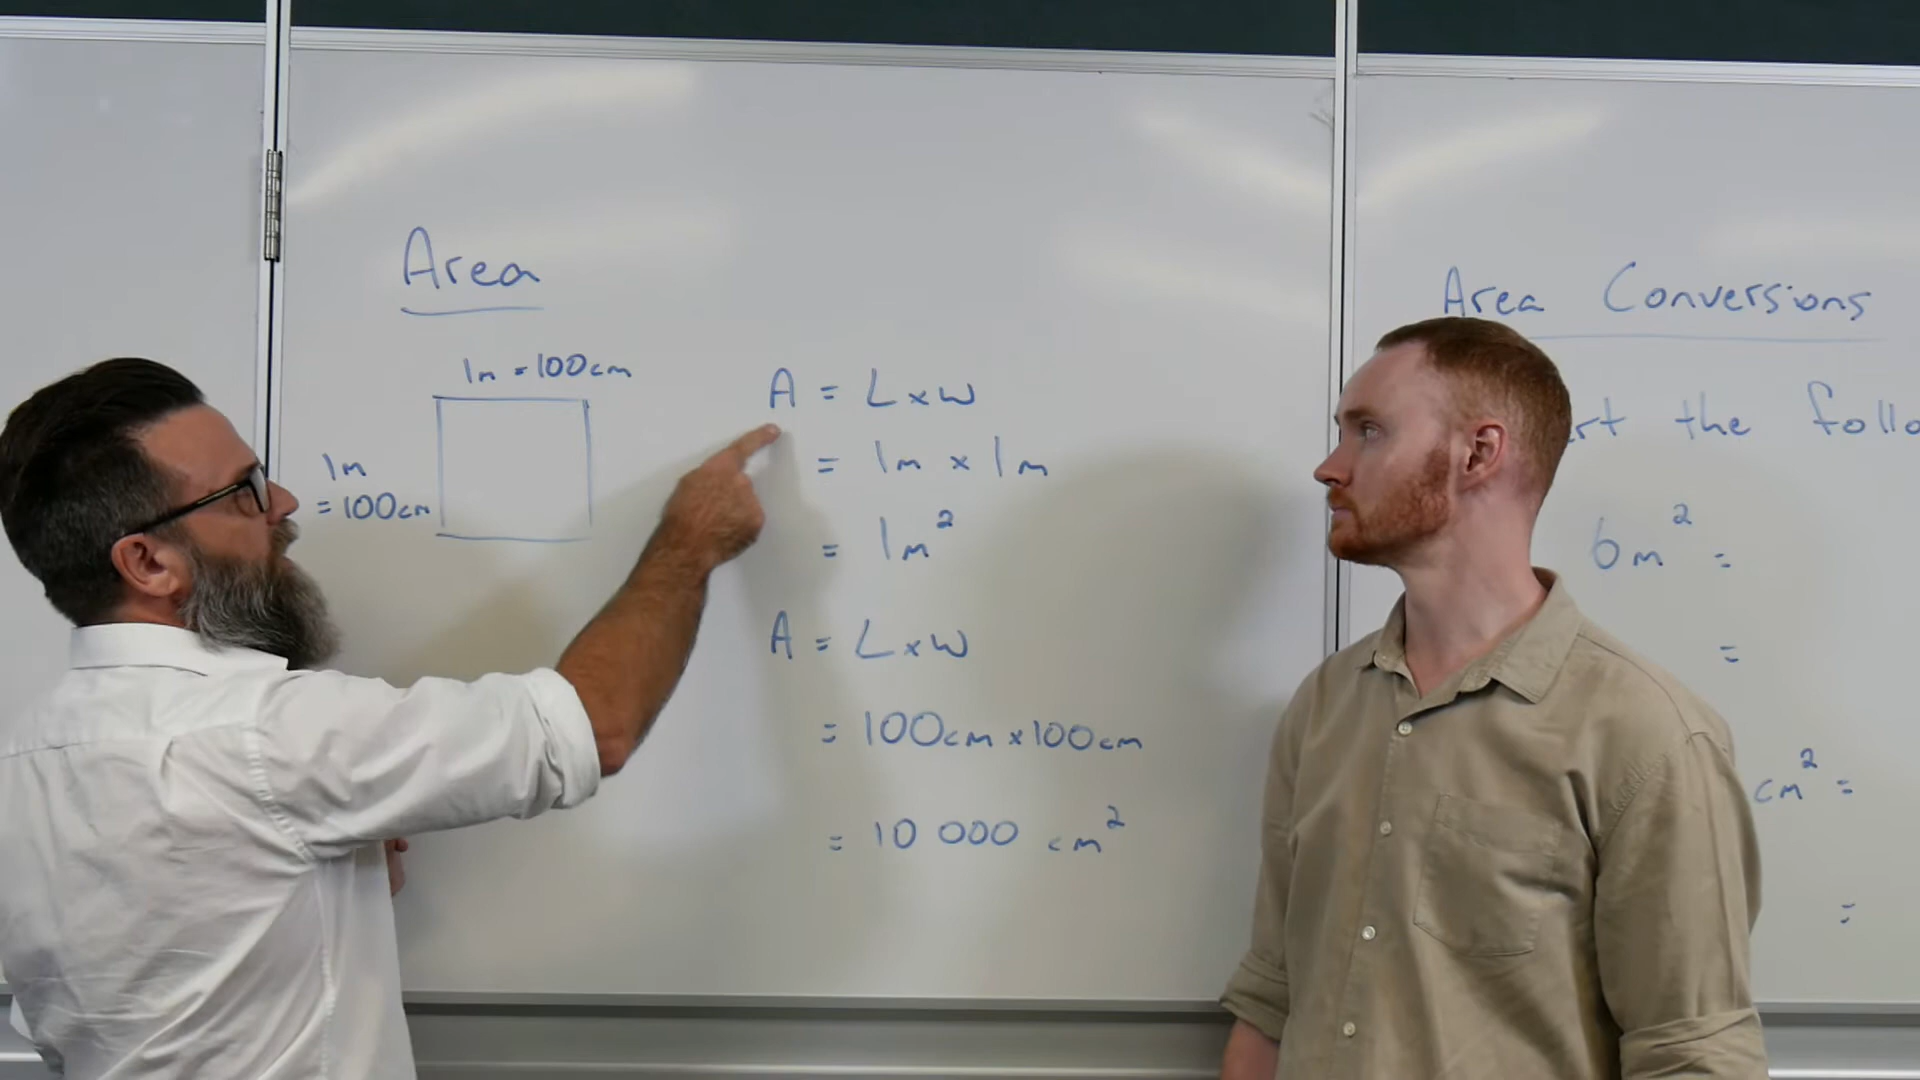 Area
1m = 100cm
1m
= 100cm
A = L x W
= 1m x 1m
= 1m²
A = L x W
= 100cm x 100cm
= 10 000 cm²
Area Conversions
the
6m² =
=
cm² =
=